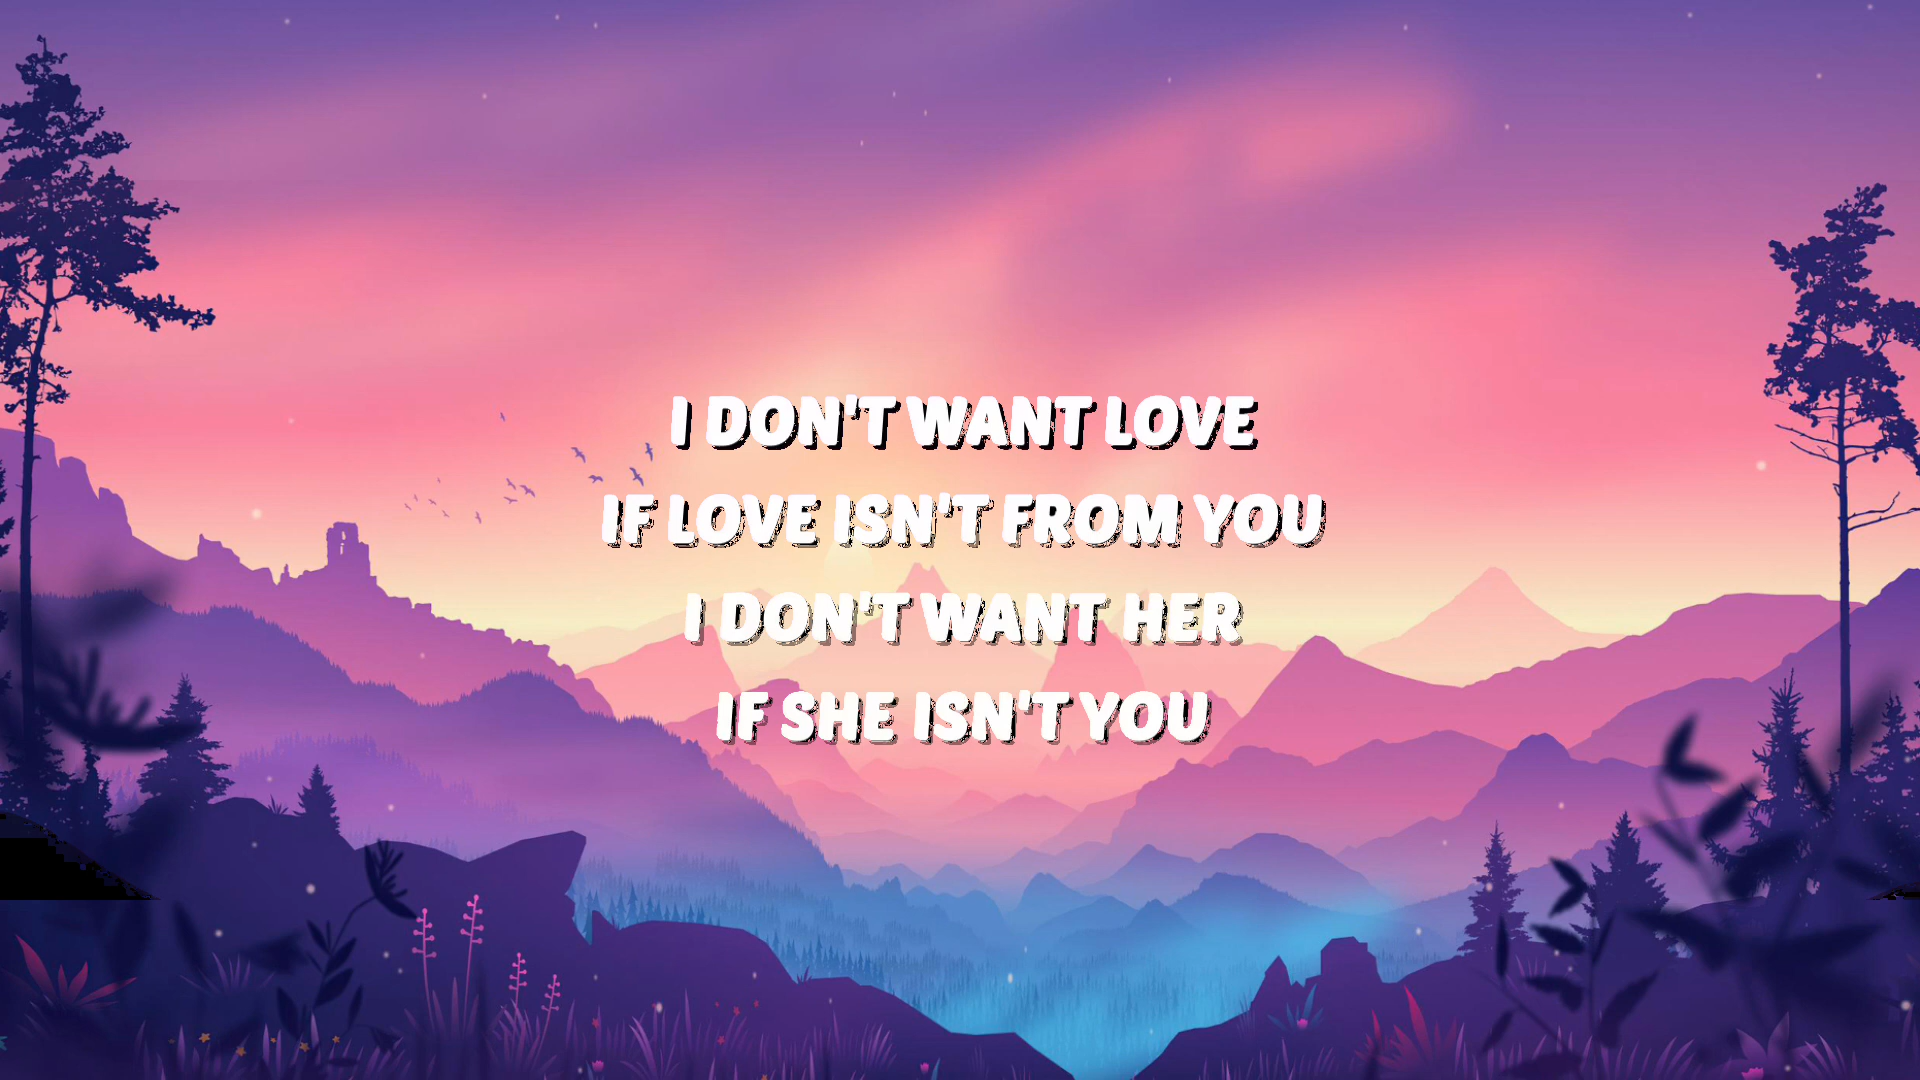 I DON'T WANT LOVE
IF LOVE ISN'T FROM YOU
I DON'T WANT HER
IF SHE ISN'T YOU